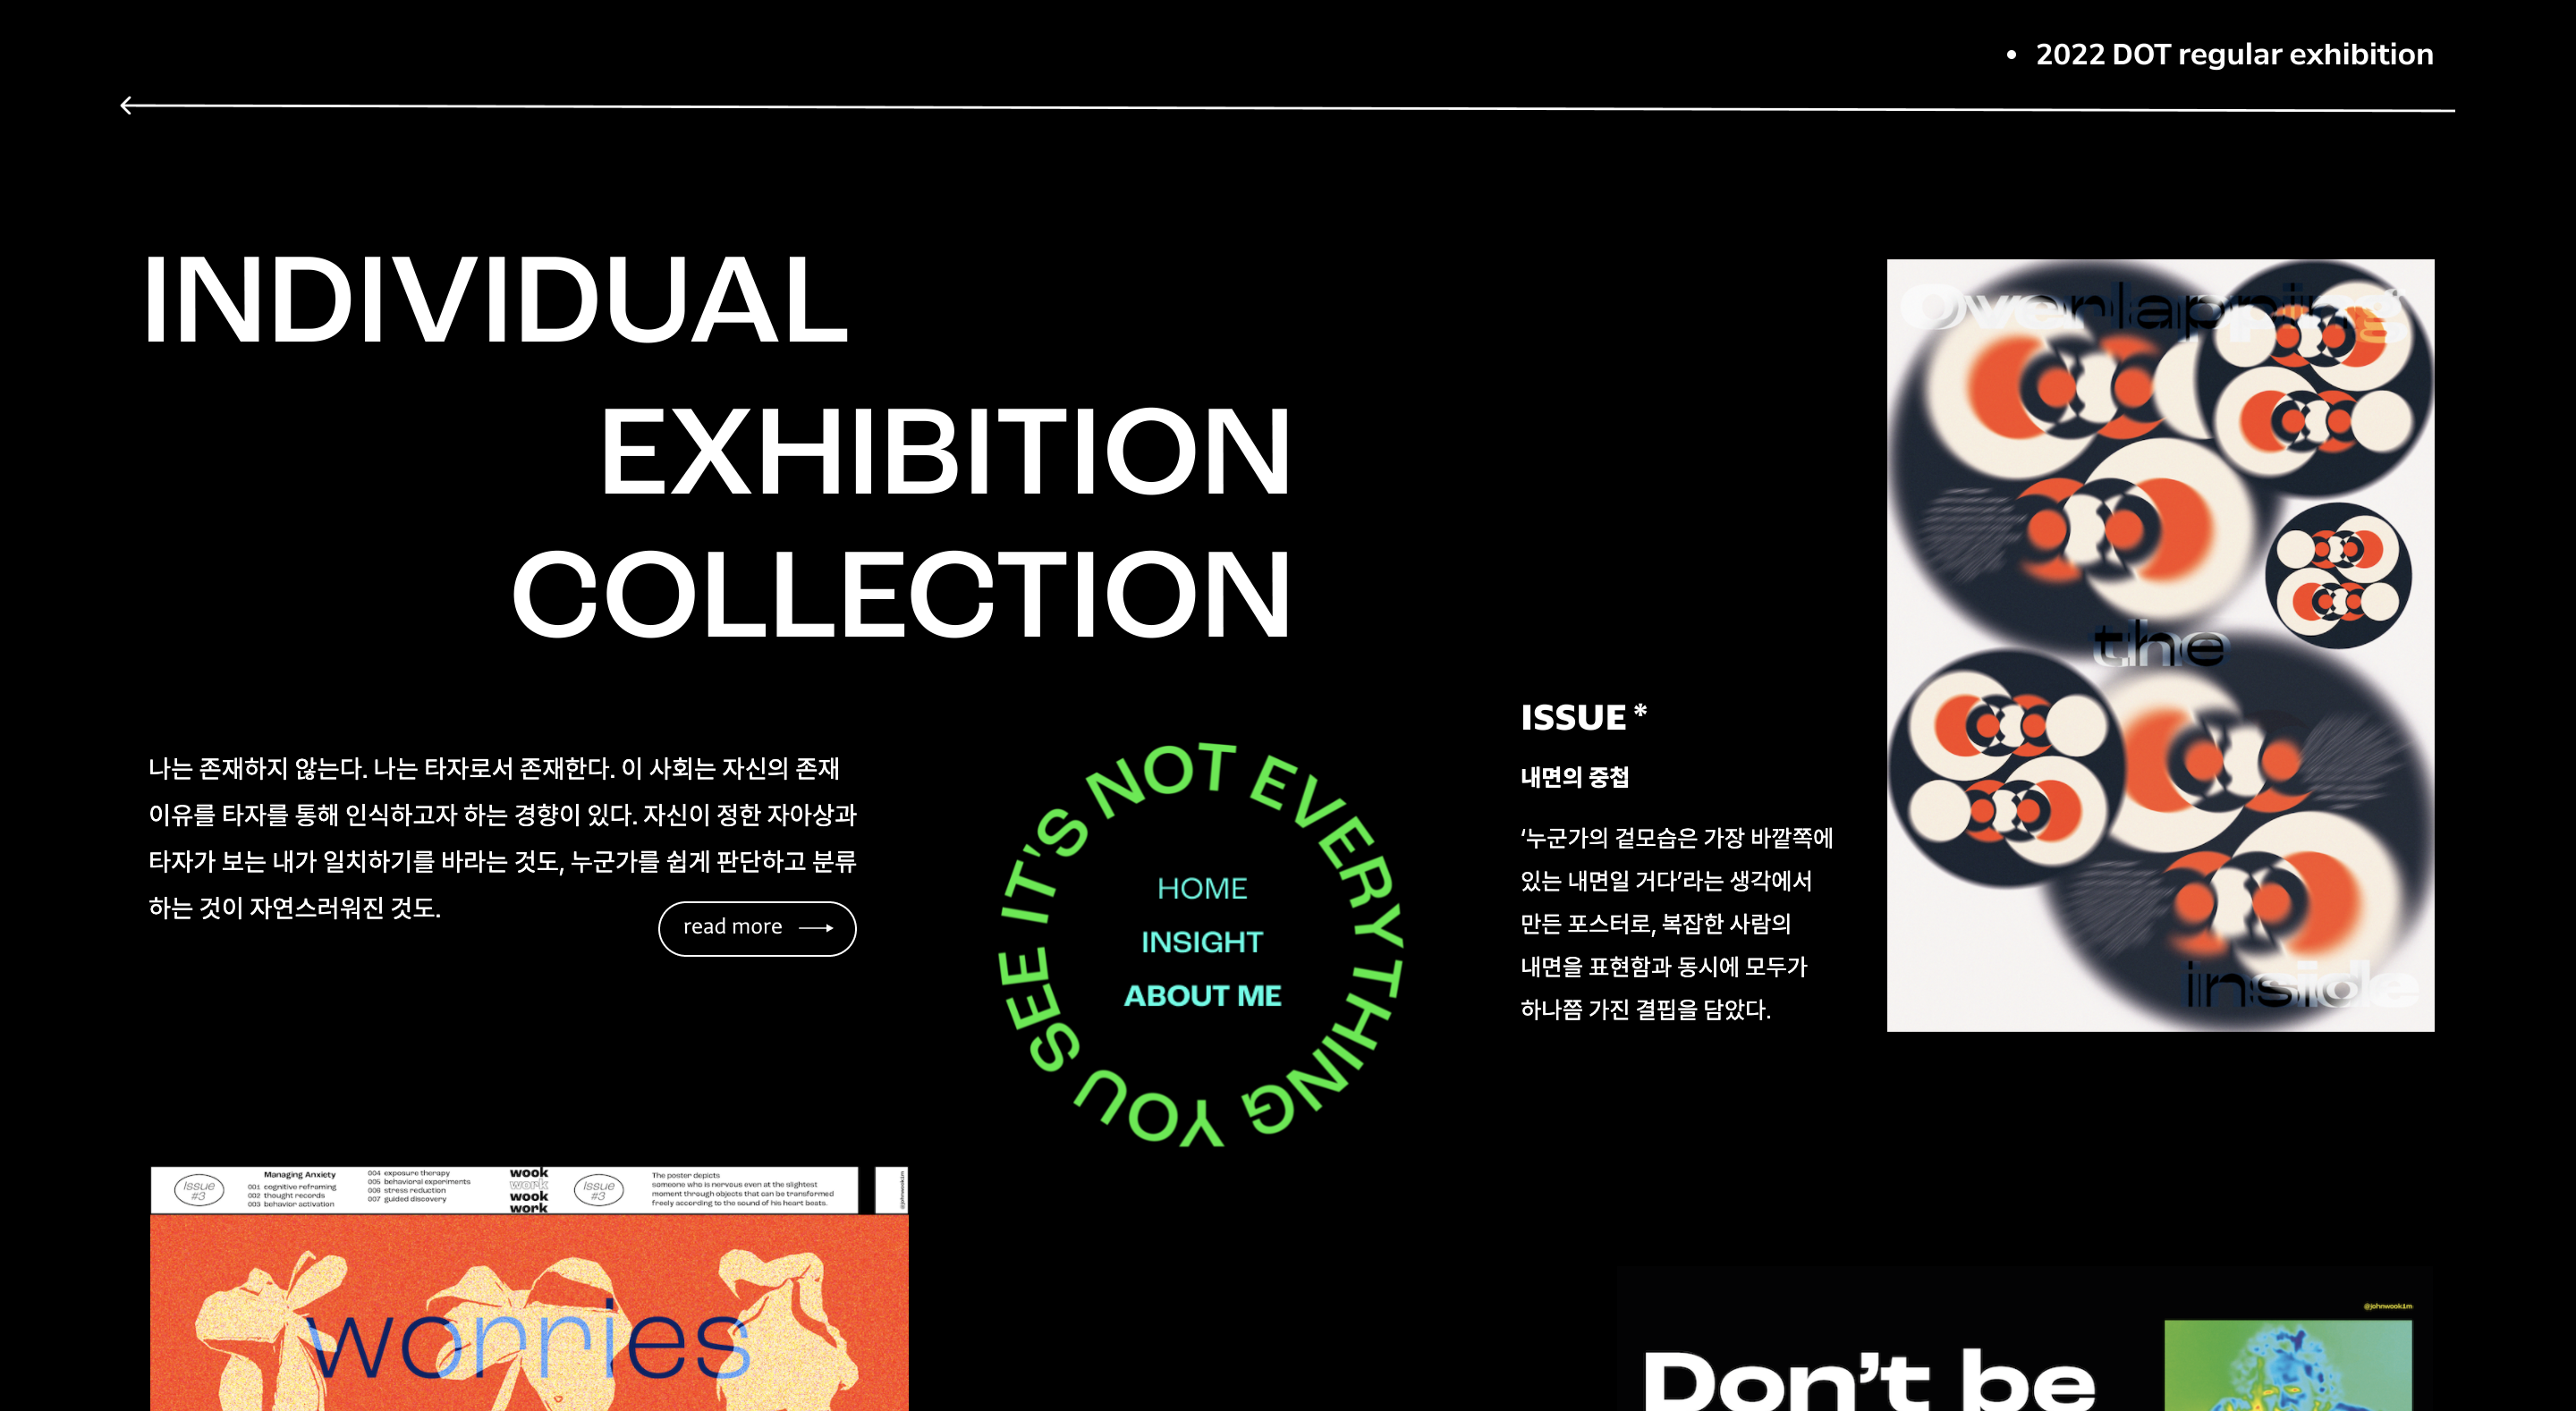 • 2022 DOT regular exhibition
INDIVIDUAL
EXHIBITION
COLLECTION
나는 존재하지 않는다. 나는 타자로서 존재한다. 이 사회는 자신의 존재
이유를 타자를 통해 인식하고자 하는 경향이 있다. 자신이 정한 자아상과
타자가 보는 내가 일치하기를 바라는 것도, 누군가를 쉽게 판단하고 분류
하는 것이 자연스러워진 것도.
read more
IT'S NOT EVERYTHING YOU SEE
HOME
INSIGHT
ABOUT ME
ISSUE *
내면의 중첩
‘누군가의 겉모습은 가장 바깥쪽에
있는 내면일 거다’라는 생각에서
만든 포스터로, 복잡한 사람의
내면을 표현함과 동시에 모두가
하나쯤 가진 결핍을 담았다.
Overlapping
the
inside
Issue
#3
Managing Anxiety
001 cognitive reframing
002 thought records
003 behavior activation
004 exposure therapy
005 behavioral experiments
006 stress reduction
007 guided discovery
wook
work
wook
work
Issue
#3
The poster depicts
someone who is nervous even at the slightest
moment through objects that can be transformed
freely according to the sound of his heart beats.
@johnwook1m
worries
@johnwook1m
Don’t be